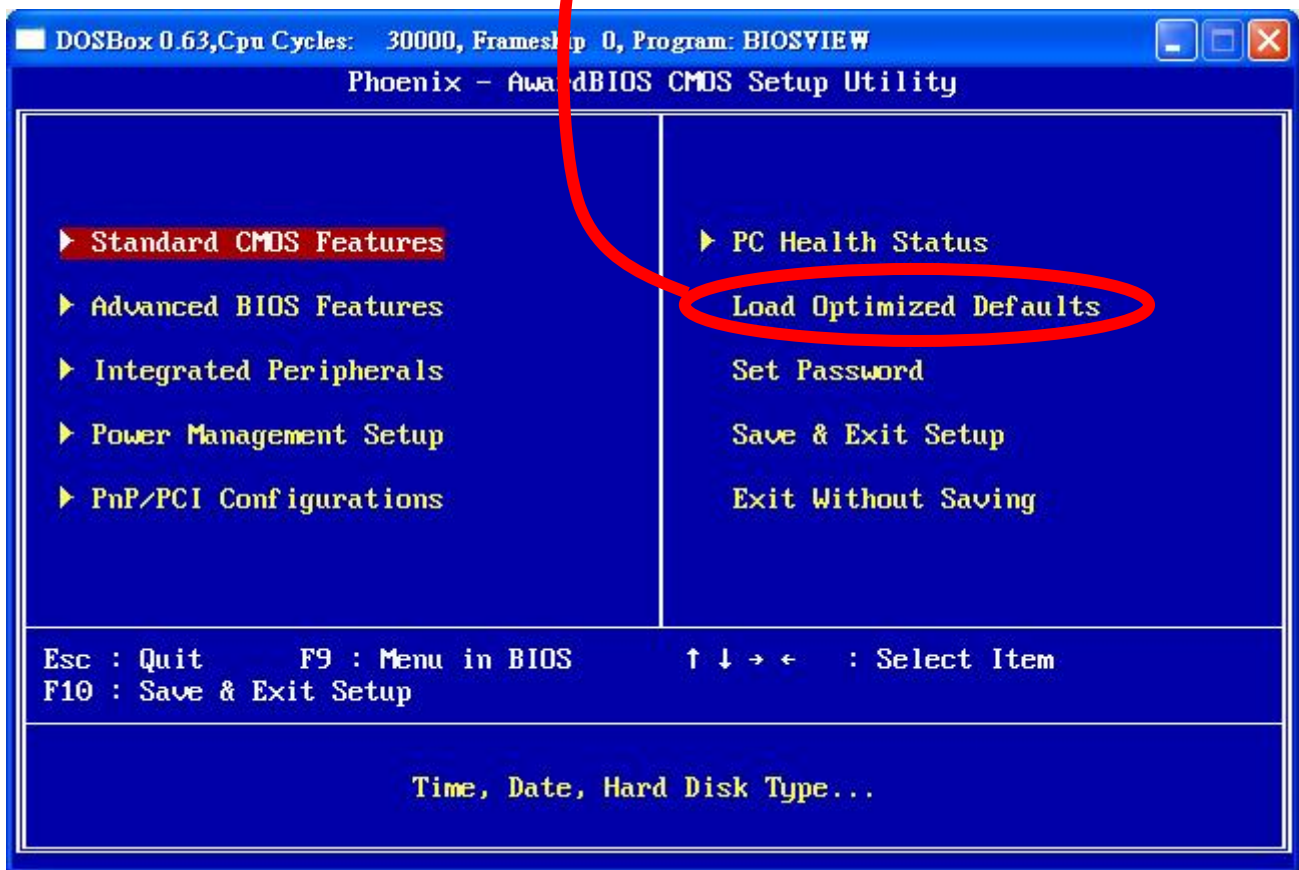 DOSBox 0.63,Cpu Cycles: 30000, Frameskip 0, Program: BIOSVIEW
Phoenix - AwardBIOS CMOS Setup Utility
Standard CMOS Features
Advanced BIOS Features
Integrated Peripherals
Power Management Setup
PnP/PCI Configurations
PC Health Status
Load Optimized Defaults
Set Password
Save & Exit Setup
Exit Without Saving
Esc : Quit F9 : Menu in BIOS ↑ ↓ → ← : Select Item
F10 : Save & Exit Setup
Time, Date, Hard Disk Type...